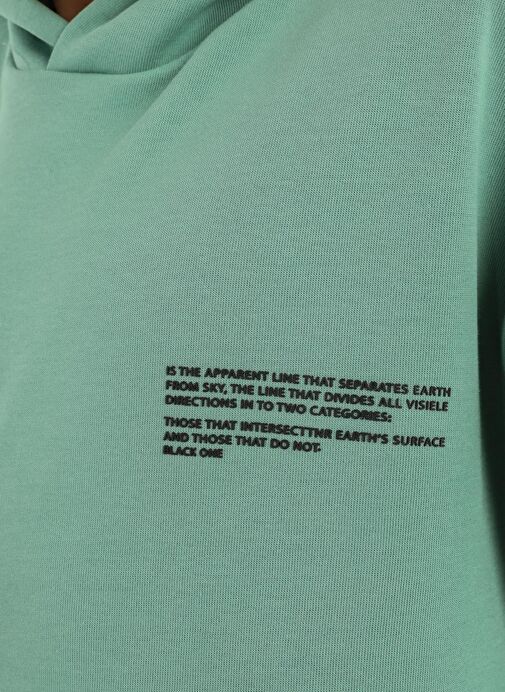 IS THE APPARENT LINE THAT SEPARATES EARTH
FROM SKY, THE LINE THAT DIVIDES ALL VISIELE
DIRECTIONS IN TO TWO CATEGORIES:
THOSE THAT INTERSECTTNR EARTH'S SURFACE
AND THOSE THAT DO NOT.
BLACK ONE